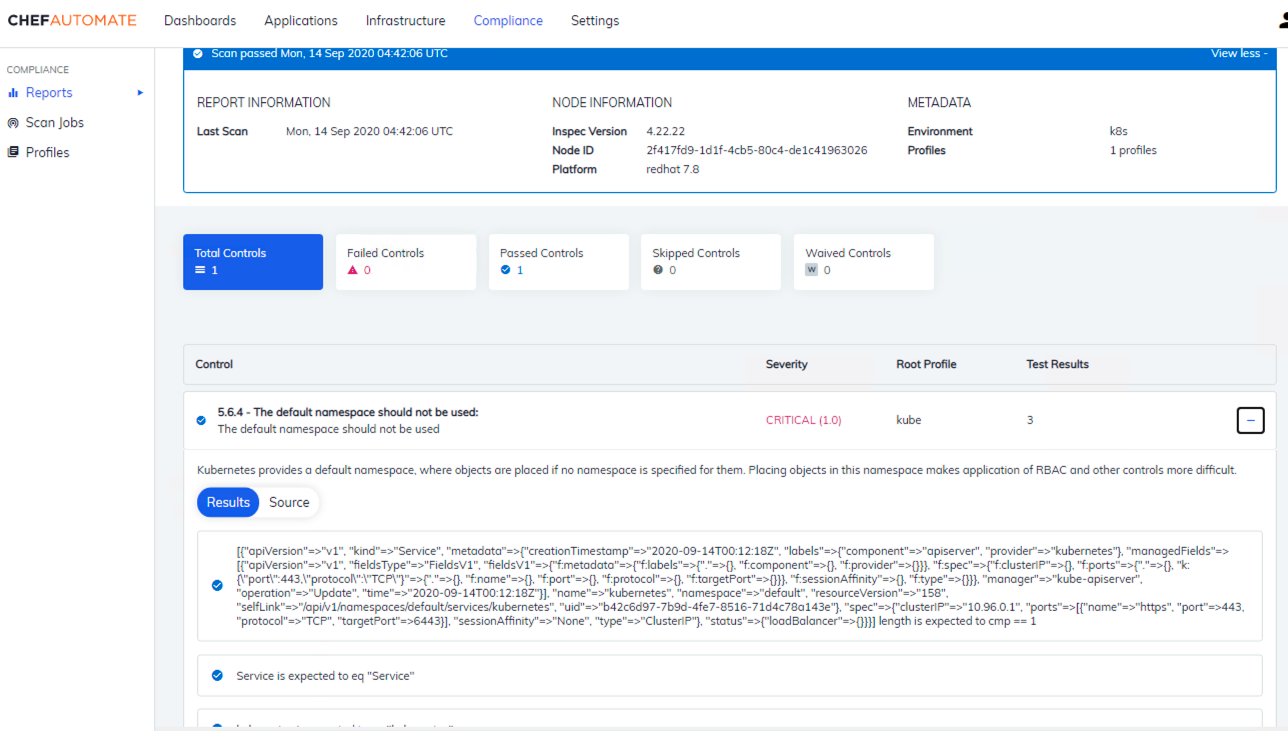 CHEFAUTOMATE Dashboards Applications Infrastructure Compliance Settings
COMPLIANCE
Reports
Scan Jobs
Profiles
Scan passed Mon, 14 Sep 2020 04:42:06 UTC View less -
REPORT INFORMATION NODE INFORMATION METADATA
Last Scan Mon, 14 Sep 2020 04:42:06 UTC Inspec Version 4.22.22 Environment k8s
Node ID 2f417fd9-1d1f-4cb5-80c4-de1c41963026 Profiles 1 profiles
Platform redhat 7.8
Total Controls Failed Controls Passed Controls Skipped Controls Waived Controls
1 0 1 0 W 0
Control Severity Root Profile Test Results
5.6.4 - The default namespace should not be used:
The default namespace should not be used CRITICAL (1.0) kube 3 −
Kubernetes provides a default namespace, where objects are placed if no namespace is specified for them. Placing objects in this namespace makes application of RBAC and other controls more difficult.
Results Source
[{"apiVersion"=>"v1", "kind"=>"Service", "metadata"=>{"creationTimestamp"=>"2020-09-14T00:12:18Z", "labels"=>{"component"=>"apiserver", "provider"=>"kubernetes"}, "managedFields"=>
[{"apiVersion"=>"v1", "fieldsType"=>"FieldsV1", "fieldsV1"=>{"f:metadata"=>{"f:labels"=>{"."=>{}, "f:component"=>{}, "f:provider"=>{}}}, "f:spec"=>{"f:clusterIP"=>{}, "f:ports"=>{"."=>{}, "k:
{\"port\":443,\"protocol\":\"TCP\"}"=>{"."=>{}, "f:name"=>{}, "f:port"=>{}, "f:protocol"=>{}, "f:targetPort"=>{}}}, "f:sessionAffinity"=>{}, "f:type"=>{}}}, "manager"=>"kube-apiserver",
"operation"=>"Update", "time"=>"2020-09-14T00:12:18Z"}], "name"=>"kubernetes", "namespace"=>"default", "resourceVersion"=>"158",
"selfLink"=>"/api/v1/namespaces/default/services/kubernetes", "uid"=>"b42c6d97-7b9d-4fe7-8516-71d4c78a143e"}, "spec"=>{"clusterIP"=>"10.96.0.1", "ports"=>[{"name"=>"https", "port"=>443,
"protocol"=>"TCP", "targetPort"=>6443}], "sessionAffinity"=>"None", "type"=>"ClusterIP"}, "status"=>{"loadBalancer"=>{}}}] length is expected to cmp == 1
Service is expected to eq "Service"